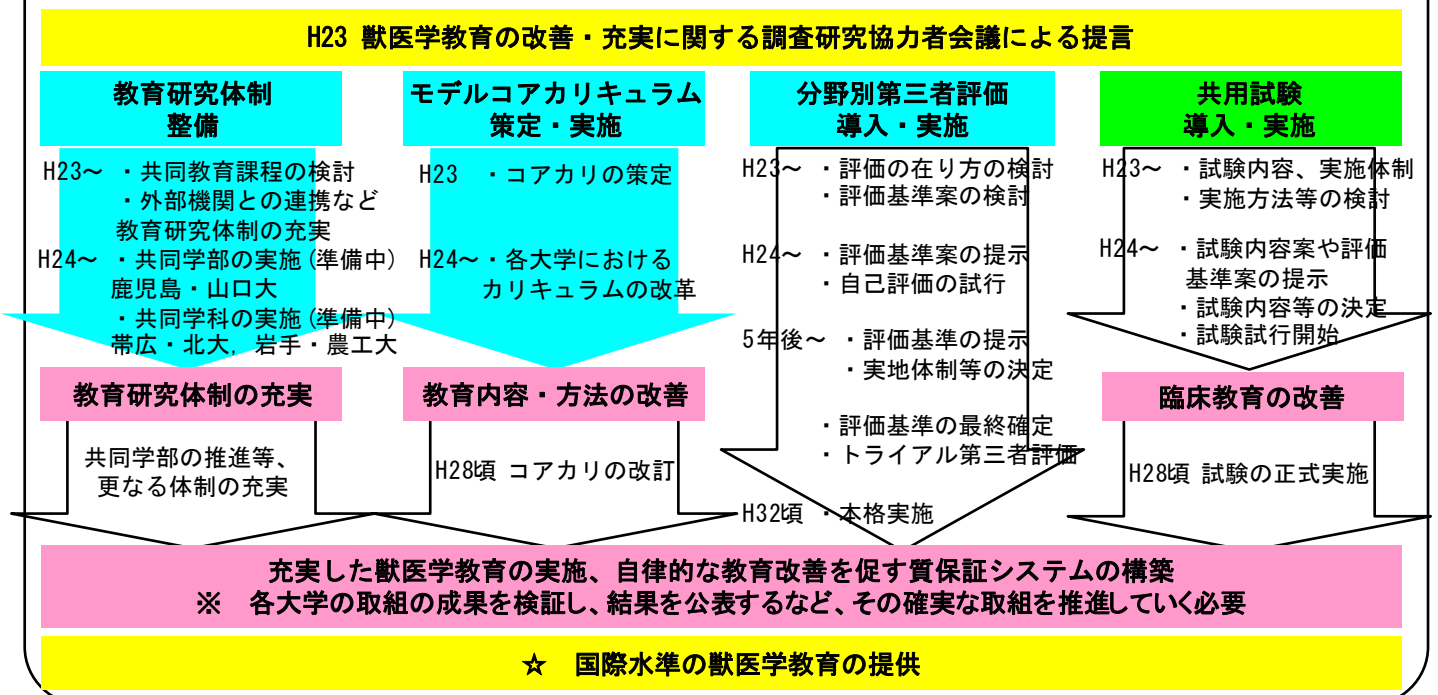 H23 獣医学教育の改善・充実に関する調査研究協力者会議による提言
教育研究体制
整備
H23～ ・共同教育課程の検討
・外部機関との連携など
教育研究体制の充実
H24～ ・共同学部の実施(準備中)
鹿児島・山口大
・共同学科の実施(準備中)
帯広・北大，岩手・農工大
教育研究体制の充実
共同学部の推進等、
更なる体制の充実
モデルコアカリキュラム
策定・実施
H23 ・コアカリの策定
H24～・各大学における
カリキュラムの改革
教育内容・方法の改善
H28頃 コアカリの改訂
分野別第三者評価
導入・実施
H23～ ・評価の在り方の検討
・評価基準案の検討
H24～ ・評価基準案の提示
・自己評価の試行
5年後～ ・評価基準の提示
・実地体制等の決定
・評価基準の最終確定
・トライアル第三者評価
H32頃 ・本格実施
共用試験
導入・実施
H23～ ・試験内容、実施体制
・実施方法等の検討
H24～ ・試験内容案や評価
基準案の提示
・試験内容等の決定
・試験試行開始
臨床教育の改善
H28頃 試験の正式実施
充実した獣医学教育の実施、自律的な教育改善を促す質保証システムの構築
※ 各大学の取組の成果を検証し、結果を公表するなど、その確実な取組を推進していく必要
☆ 国際水準の獣医学教育の提供